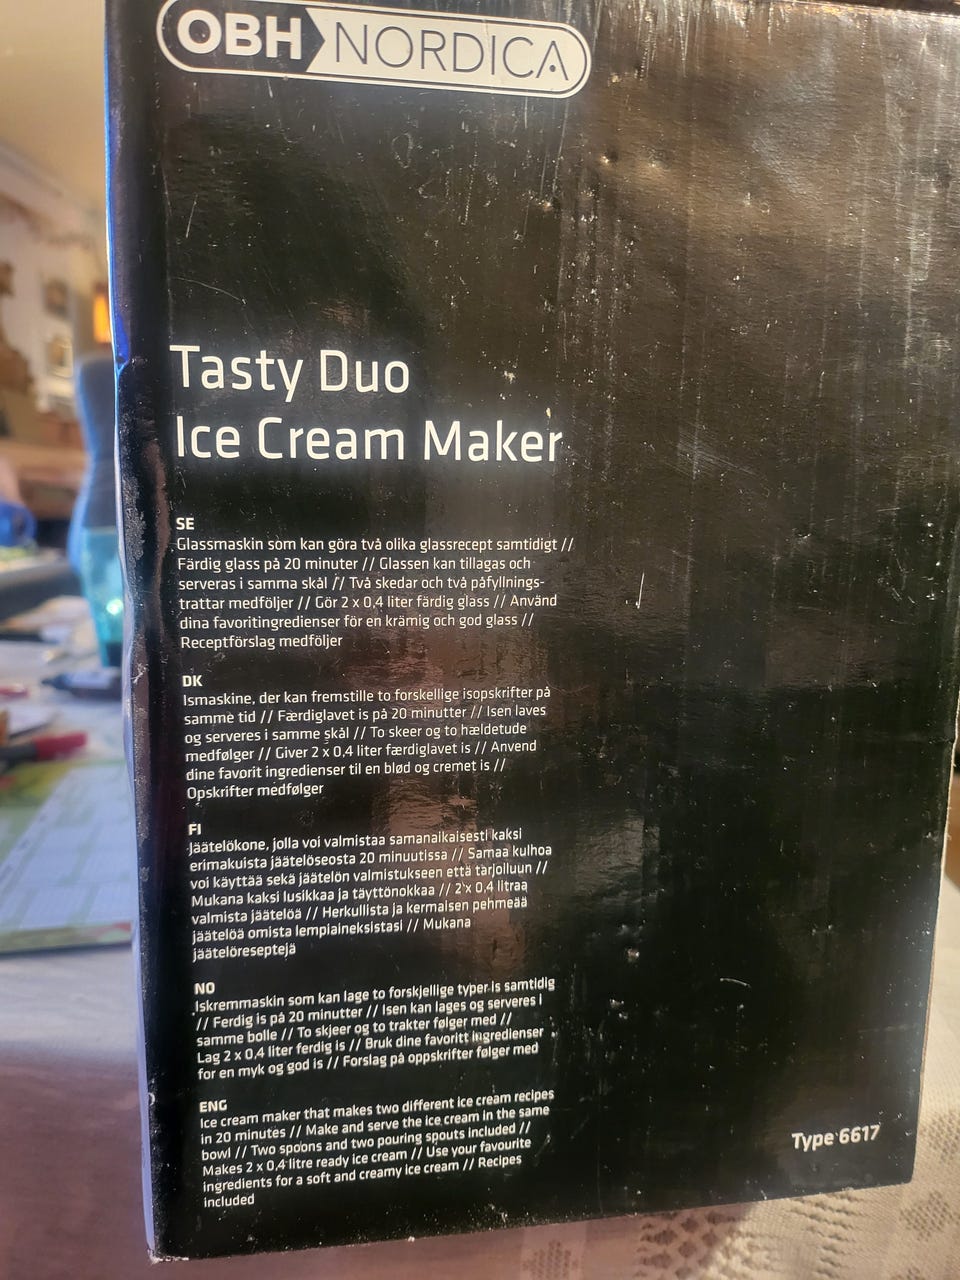 OBH NORDICA
Tasty Duo
Ice Cream Maker
SE
Glassmaskin som kan göra två olika glassrecept samtidigt //
Färdig glass på 20 minuter // Glassen kan tillagas och
serveras i samma skål // Två skedar och två påfyllnings-
trattar medföljer // Gör 2 x 0,4 liter färdig glass // Använd
dina favoritingredienser för en krämig och god glass //
Receptförslag medföljer
DK
Ismaskine, der kan fremstille to forskellige isopskrifter på
samme tid // Færdiglavet is på 20 minutter // Isen laves
og serveres i samme skål // To skeer og to hældetude
medfølger // Giver 2 x 0,4 liter færdiglavet is // Anvend
dine favorit ingredienser til en blød og cremet is //
Opskrifter medfølger
FI
Jäätelökone, jolla voi valmistaa samanaikaisesti kaksi
erimakuista jäätelöseosta 20 minuutissa // Samaa kulhoa
voi käyttää sekä jäätelön valmistukseen että tarjoiluun //
Mukana kaksi lusikkaa ja täyttönokkaa // 2 x 0,4 litraa
valmista jäätelöä // Herkullista ja kermaisen pehmeää
jäätelöä omista lempiaineksistasi // Mukana
jäätelöreseptejä
NO
Iskremmaskin som kan lage to forskjellige typer is samtidig
// Ferdig is på 20 minutter // Isen kan lages og serveres i
samme bolle // To skjeer og to trakter følger med //
Lag 2 x 0,4 liter ferdig is // Bruk dine favoritt ingredienser
for en myk og god is // Forslag på oppskrifter følger med
ENG
Ice cream maker that makes two different ice cream recipes
in 20 minutes // Make and serve the ice cream in the same
bowl // Two spoons and two pouring spouts included //
Makes 2 x 0,4 litre ready ice cream // Use your favourite
ingredients for a soft and creamy ice cream // Recipes
included
Type 6617